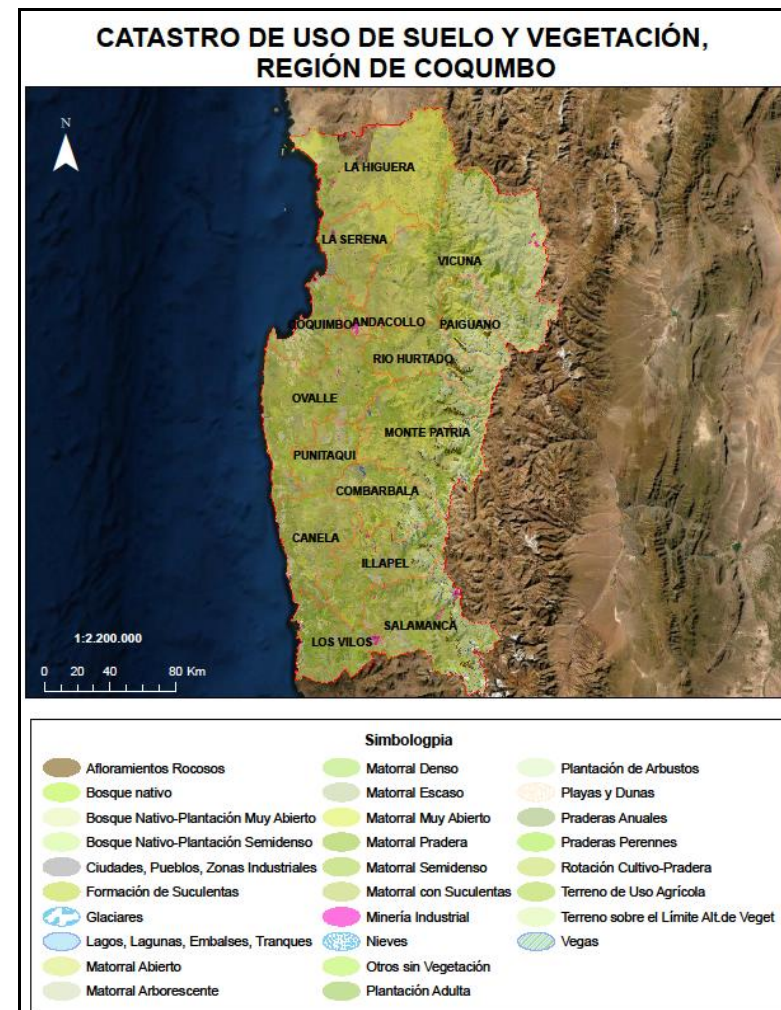 CATASTRO DE USO DE SUELO Y VEGETACIÓN,
REGIÓN DE COQUMBO
N
LA HIGUERA
LA SERENA
VICUNA
COQUIMBO
ANDACOLLO
PAIGUANO
RIO HURTADO
OVALLE
MONTE PATRIA
PUNITAQUI
COMBARBALA
CANELA
ILLAPEL
SALAMANCA
LOS VILOS
1:2.200.000
0 20 40 80 Km
Simbologpia
Afloramientos Rocosos
Bosque nativo
Bosque Nativo-Plantación Muy Abierto
Bosque Nativo-Plantación Semidenso
Ciudades, Pueblos, Zonas Industriales
Formación de Suculentas
Glaciares
Lagos, Lagunas, Embalses, Tranques
Matorral Abierto
Matorral Arborescente
Matorral Denso
Matorral Escaso
Matorral Muy Abierto
Matorral Pradera
Matorral Semidenso
Matorral con Suculentas
Minería Industrial
Nieves
Otros sin Vegetación
Plantación Adulta
Plantación de Arbustos
Playas y Dunas
Praderas Anuales
Praderas Perennes
Rotación Cultivo-Pradera
Terreno de Uso Agrícola
Terreno sobre el Límite Alt.de Veget
Vegas